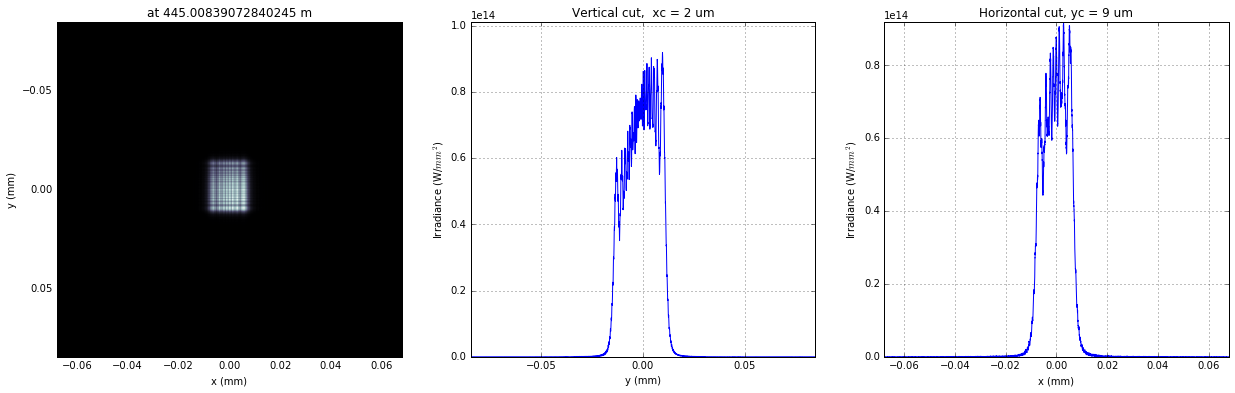 at 445.00839072840245 m
−0.05
0.00
0.05
y (mm)
−0.06 −0.04 −0.02 0.00 0.02 0.04 0.06
x (mm)
Vertical cut, xc = 2 um
1e14
1.0
0.8
0.6
0.4
0.2
0.0
Irradiance (W/mm²)
−0.05 0.00 0.05
y (mm)
Horizontal cut, yc = 9 um
1e14
0.8
0.6
0.4
0.2
0.0
Irradiance (W/mm²)
−0.06 −0.04 −0.02 0.00 0.02 0.04 0.06
x (mm)